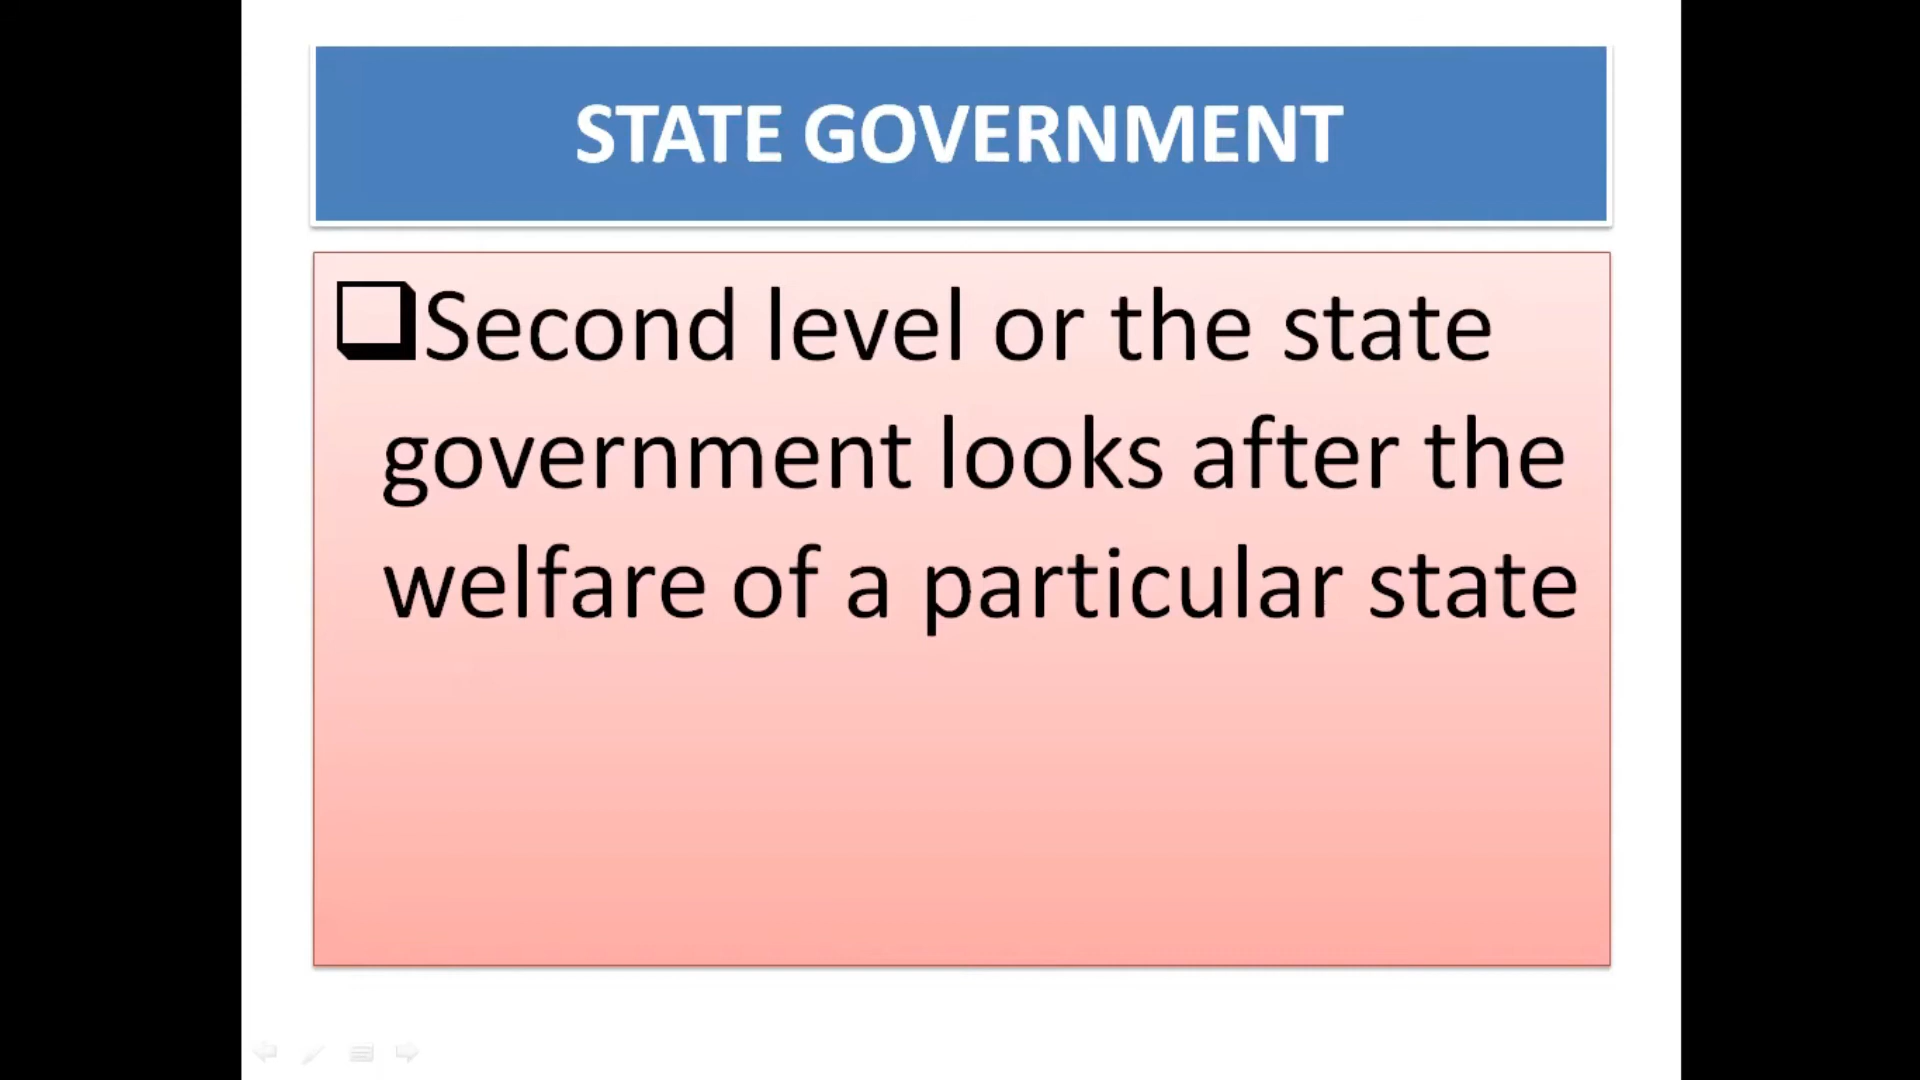 STATE GOVERNMENT
❑Second level or the state
government looks after the
welfare of a particular state